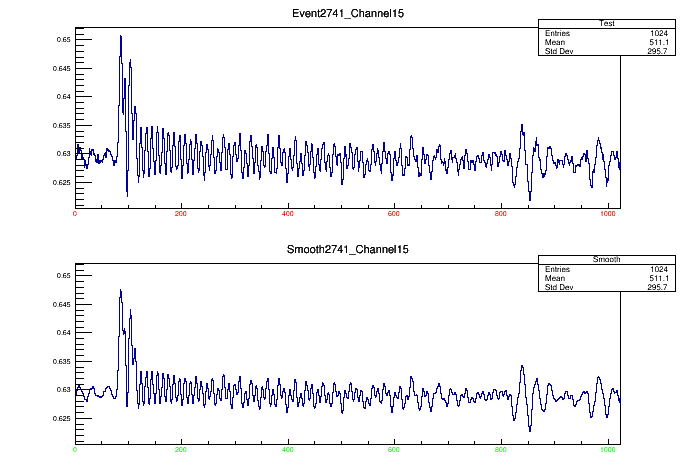 Event2741_Channel15
Test
Entries 1024
Mean 511.1
Std Dev 295.7
0.65
0.645
0.64
0.635
0.63
0.625
0 200 400 600 800 1000
Smooth2741_Channel15
Smooth
Entries 1024
Mean 511.1
Std Dev 295.7
0.65
0.645
0.64
0.635
0.63
0.625
0 200 400 600 800 1000